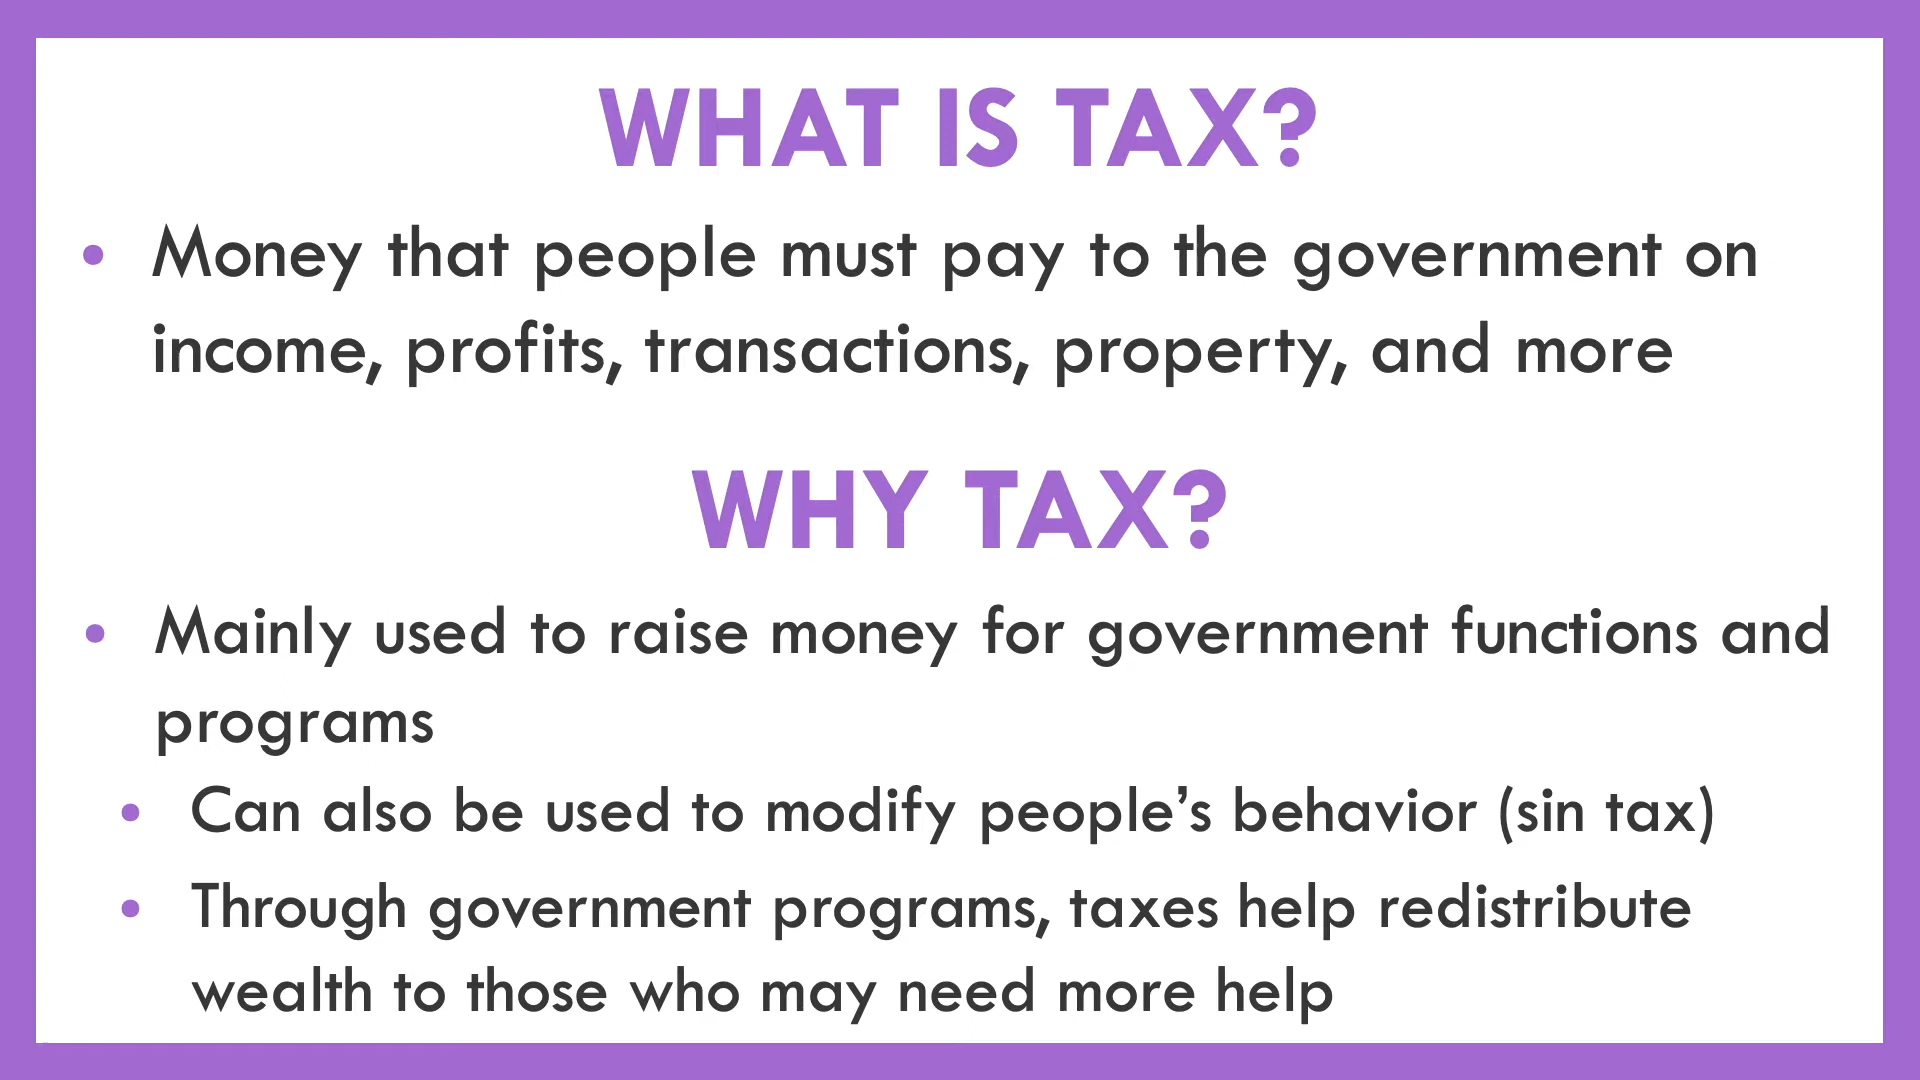 WHAT IS TAX?
• Money that people must pay to the government on
income, profits, transactions, property, and more
WHY TAX?
• Mainly used to raise money for government functions and
programs
• Can also be used to modify people’s behavior (sin tax)
• Through government programs, taxes help redistribute
wealth to those who may need more help